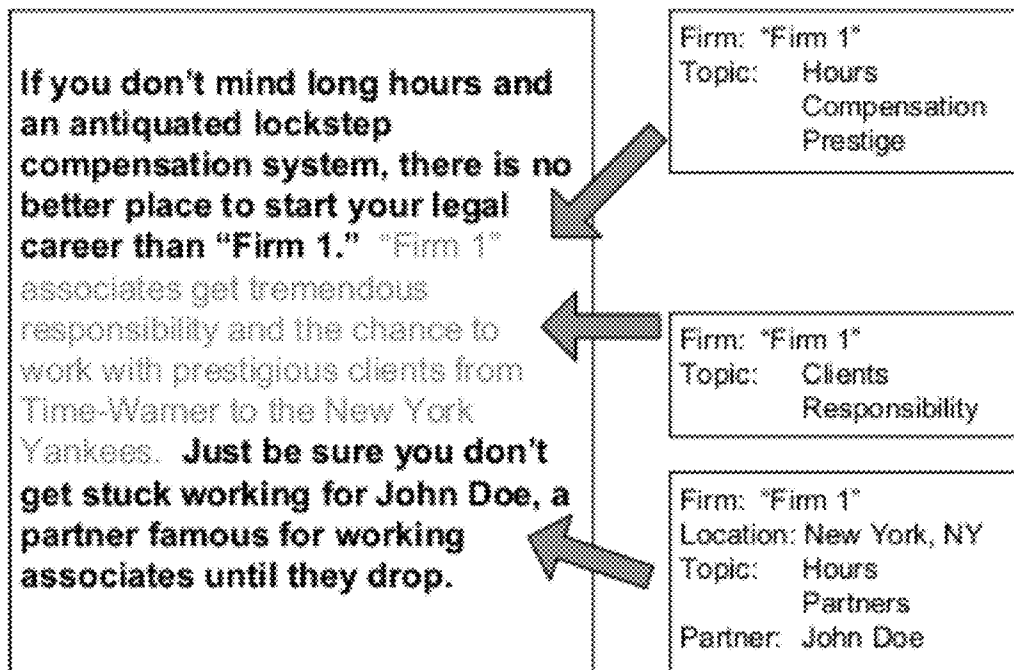 If you don't mind long hours and
an antiquated lockstep
compensation system, there is no
better place to start your legal
career than “Firm 1.” “Firm 1”
associates get tremendous
responsibility and the chance to
work with prestigious clients from
Time-Warner to the New York
Yankees. Just be sure you don't
get stuck working for John Doe, a
partner famous for working
associates until they drop.
Firm: “Firm 1”
Topic: Hours
Compensation
Prestige
Firm: “Firm 1”
Topic: Clients
Responsibility
Firm: “Firm 1”
Location: New York, NY
Topic: Hours
Partners
Partner: John Doe